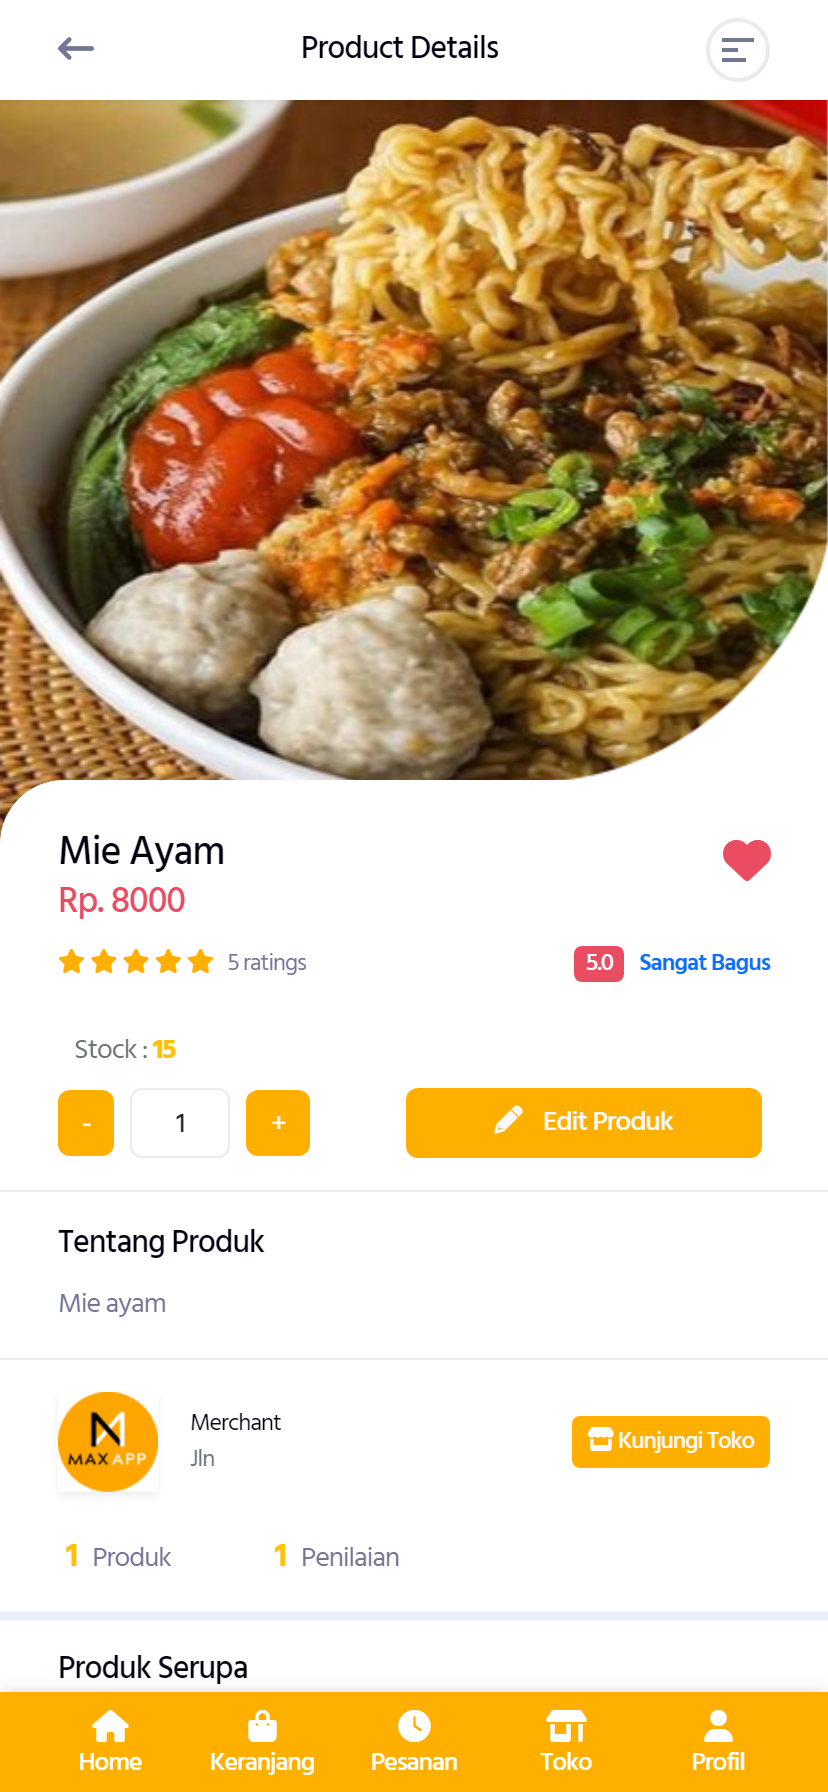 Product Details
Mie Ayam
Rp. 8000
5 ratings
5.0 Sangat Bagus
Stock : 15
- 1 + Edit Produk
Tentang Produk
Mie ayam
MAX APP
Merchant
Jln
Kunjungi Toko
1 Produk 1 Penilaian
Produk Serupa
Home Keranjang Pesanan Toko Profil